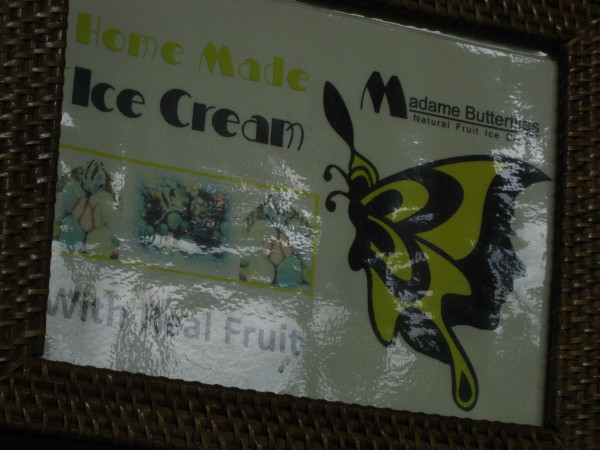 Home Made
Ice Cream
With Real Fruit
Madame Butterflies
Natural Fruit Ice